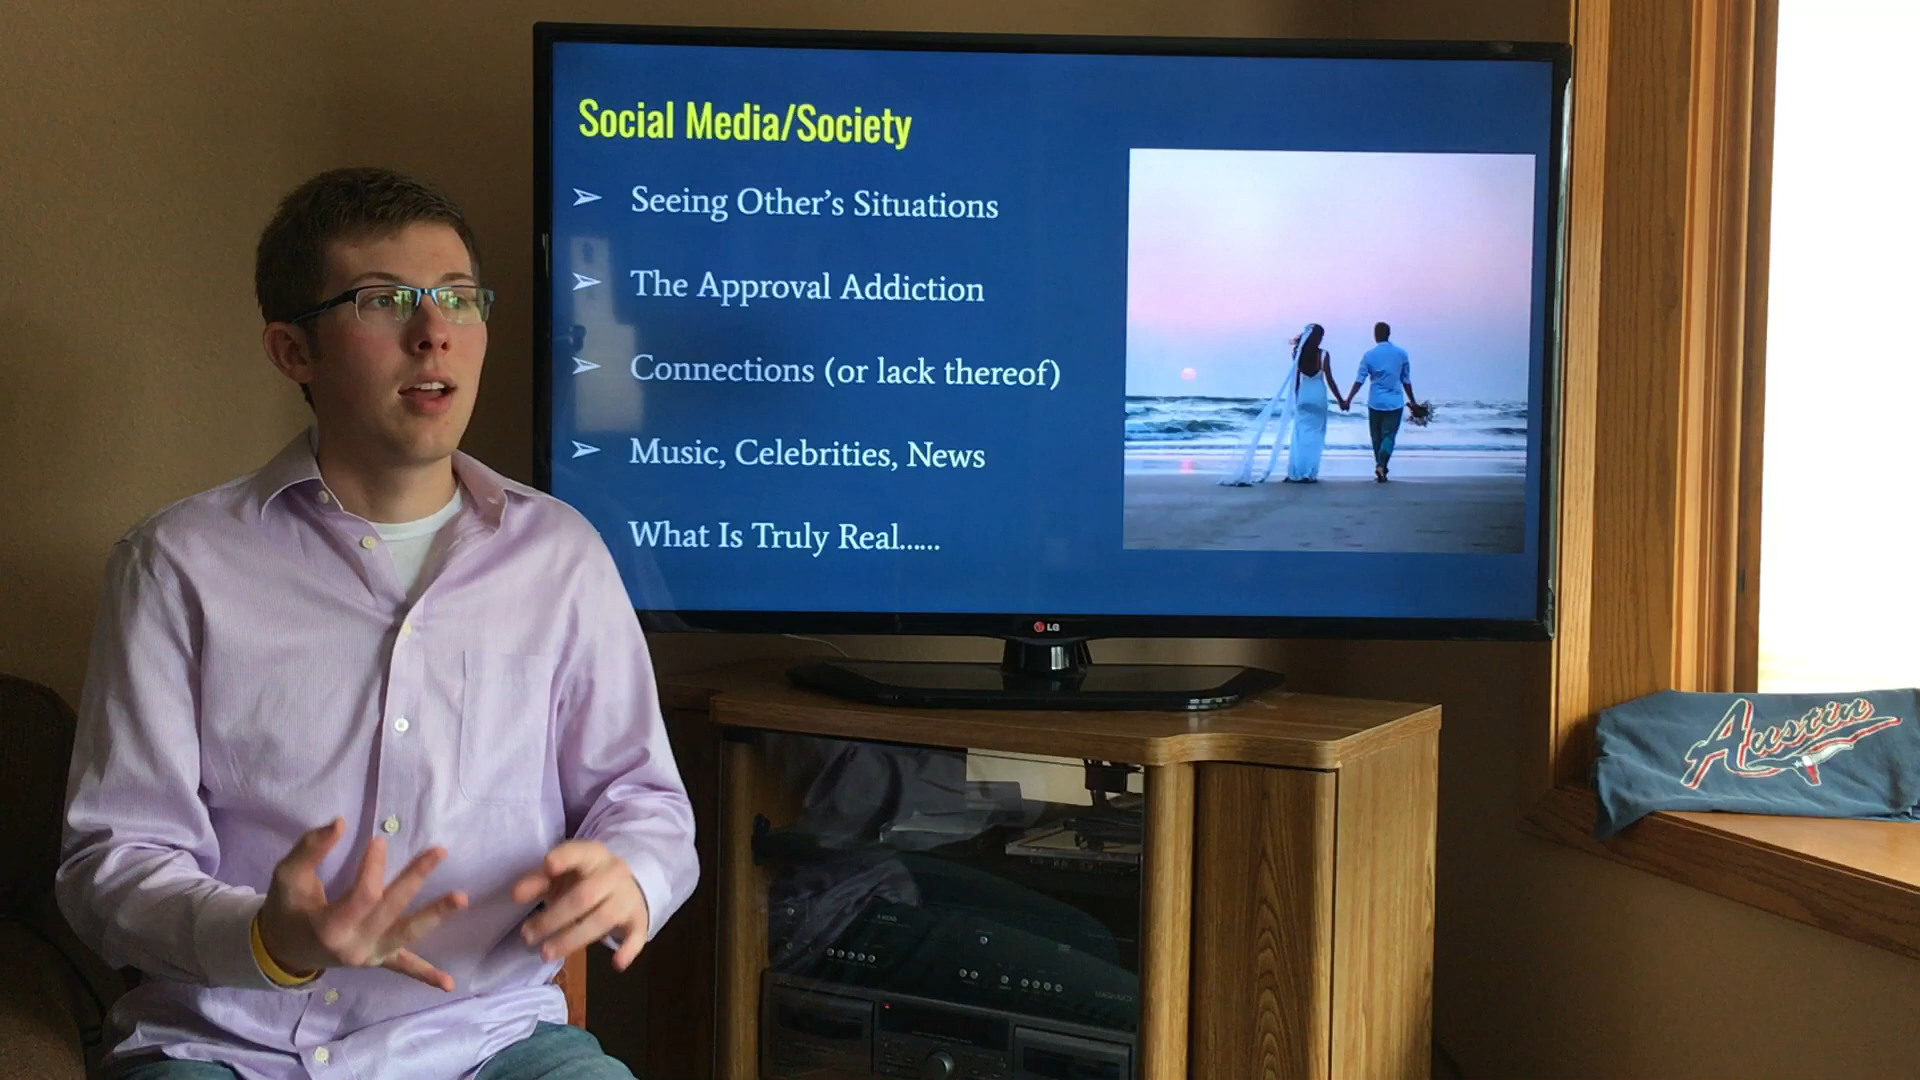 Social Media/Society
➢ Seeing Other's Situations
➢ The Approval Addiction
➢ Connections (or lack thereof)
➢ Music, Celebrities, News
What Is Truly Real......
LG
Austin